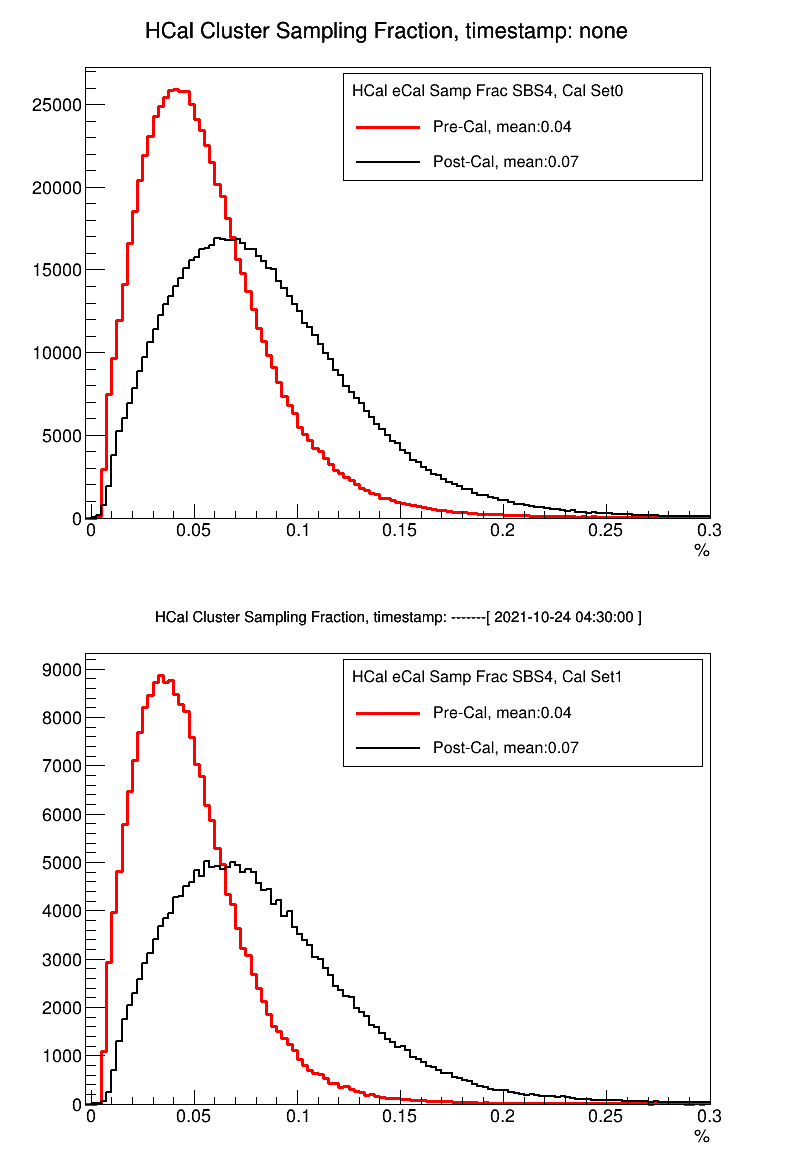 HCal Cluster Sampling Fraction, timestamp: none
HCal eCal Samp Frac SBS4, Cal Set0
Pre-Cal, mean:0.04
Post-Cal, mean:0.07
25000
20000
15000
10000
5000
0
0 0.05 0.1 0.15 0.2 0.25 0.3
%
HCal Cluster Sampling Fraction, timestamp: -------[ 2021-10-24 04:30:00 ]
HCal eCal Samp Frac SBS4, Cal Set1
Pre-Cal, mean:0.04
Post-Cal, mean:0.07
9000
8000
7000
6000
5000
4000
3000
2000
1000
0
0 0.05 0.1 0.15 0.2 0.25 0.3
%